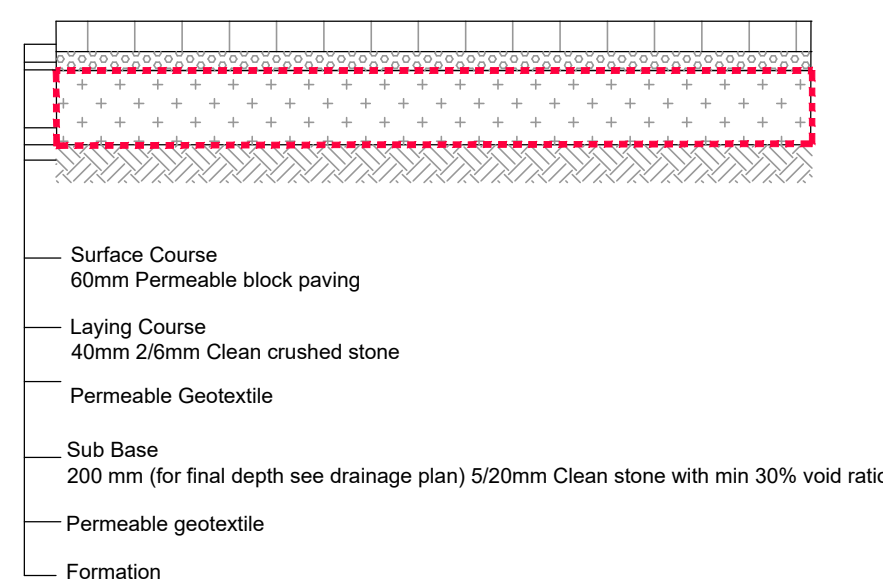 Surface Course
60mm Permeable block paving
Laying Course
40mm 2/6mm Clean crushed stone
Permeable Geotextile
Sub Base
200 mm (for final depth see drainage plan) 5/20mm Clean stone with min 30% void ratio
Permeable geotextile
Formation